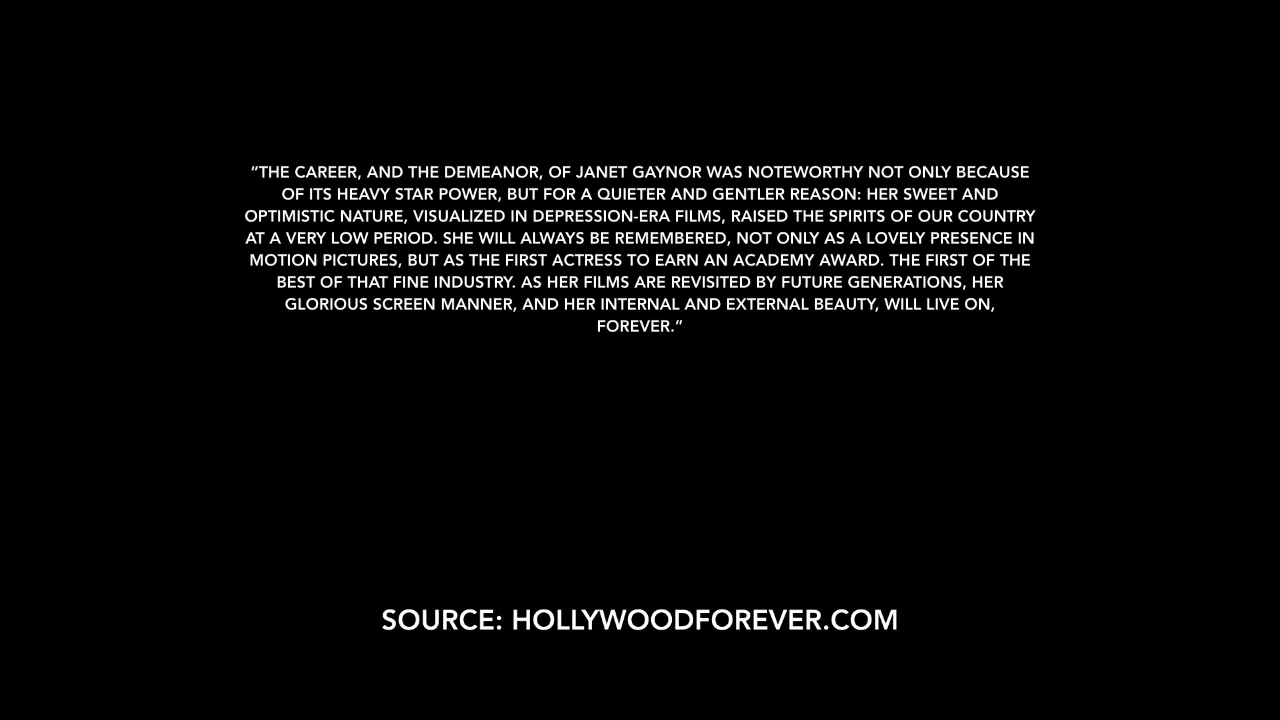 “THE CAREER, AND THE DEMEANOR, OF JANET GAYNOR WAS NOTEWORTHY NOT ONLY BECAUSE
OF ITS HEAVY STAR POWER, BUT FOR A QUIETER AND GENTLER REASON: HER SWEET AND
OPTIMISTIC NATURE, VISUALIZED IN DEPRESSION-ERA FILMS, RAISED THE SPIRITS OF OUR COUNTRY
AT A VERY LOW PERIOD. SHE WILL ALWAYS BE REMEMBERED, NOT ONLY AS A LOVELY PRESENCE IN
MOTION PICTURES, BUT AS THE FIRST ACTRESS TO EARN AN ACADEMY AWARD. THE FIRST OF THE
BEST OF THAT FINE INDUSTRY. AS HER FILMS ARE REVISITED BY FUTURE GENERATIONS, HER
GLORIOUS SCREEN MANNER, AND HER INTERNAL AND EXTERNAL BEAUTY, WILL LIVE ON,
FOREVER.”
SOURCE: HOLLYWOODFOREVER.COM